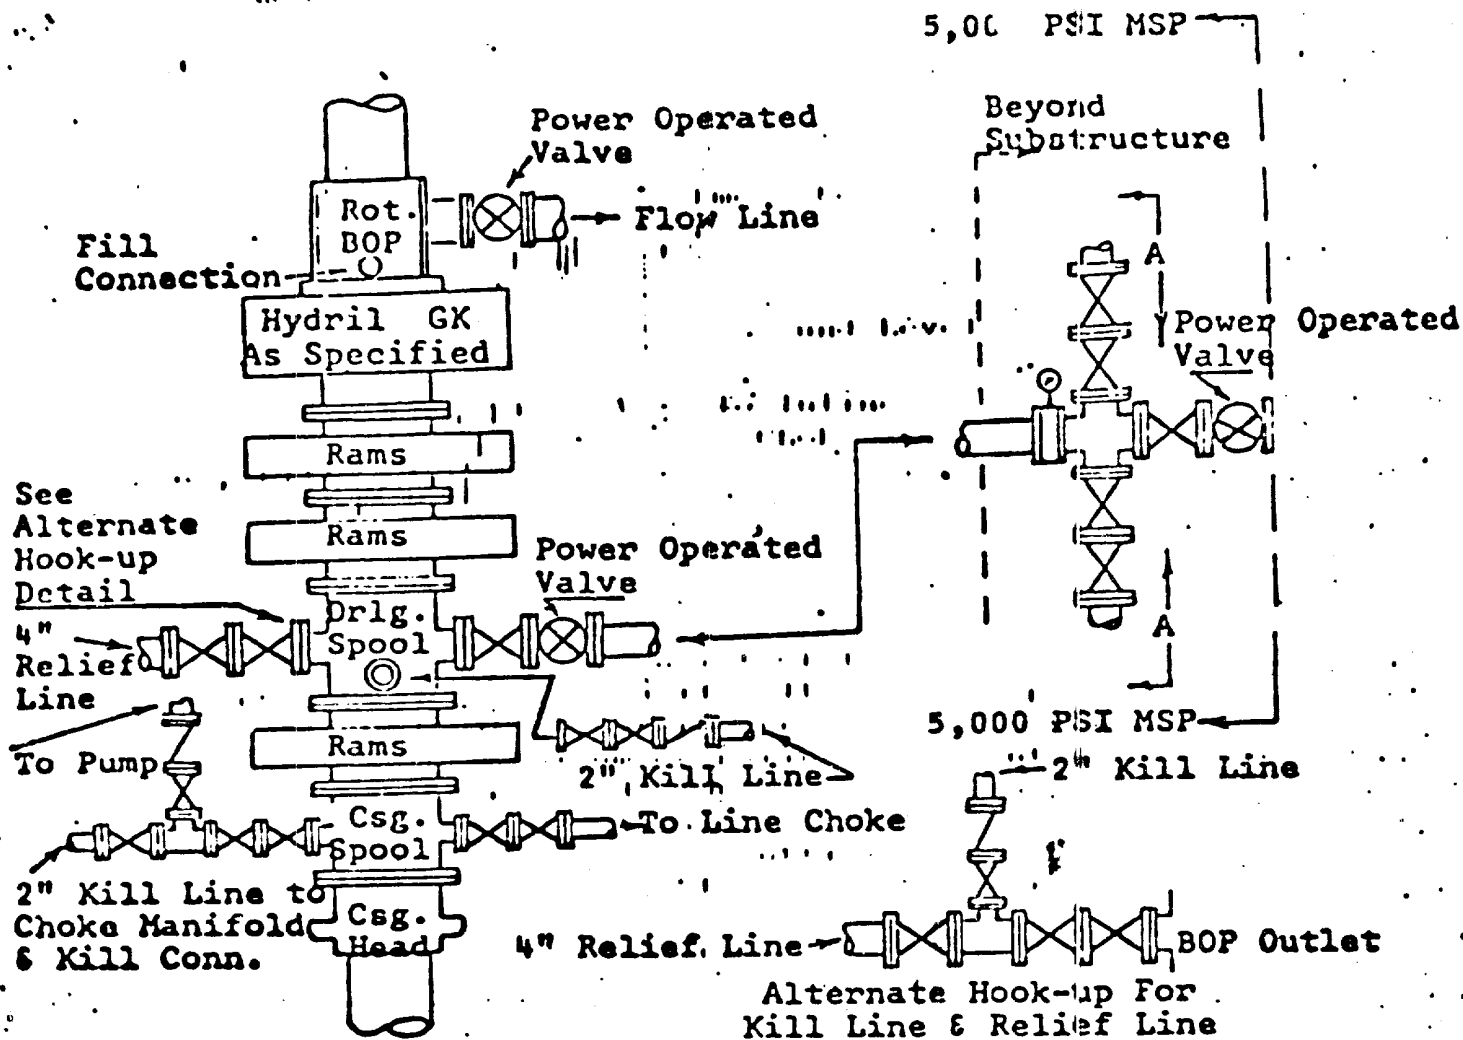 5,00 PSI MSP
Beyond
Substructure
Power Operated
Valve
Rot.
BOP
Flow Line
Fill
Connection
A
Hydril GK
As Specified
Power Operated
Valve
Rams
See
Alternate
Hook-up
Detail
Rams
Power Operated
Valve
Drlg.
Spool
4"
Relief
Line
A
5,000 PSI MSP
To Pump
Rams
2" Kill Line
2" Kill Line
To Line Choke
Csg.
Spool
2" Kill Line to
Choke Manifold
& Kill Conn.
Csg.
Head
4" Relief Line
BOP Outlet
Alternate Hook-up For
Kill Line & Relief Line